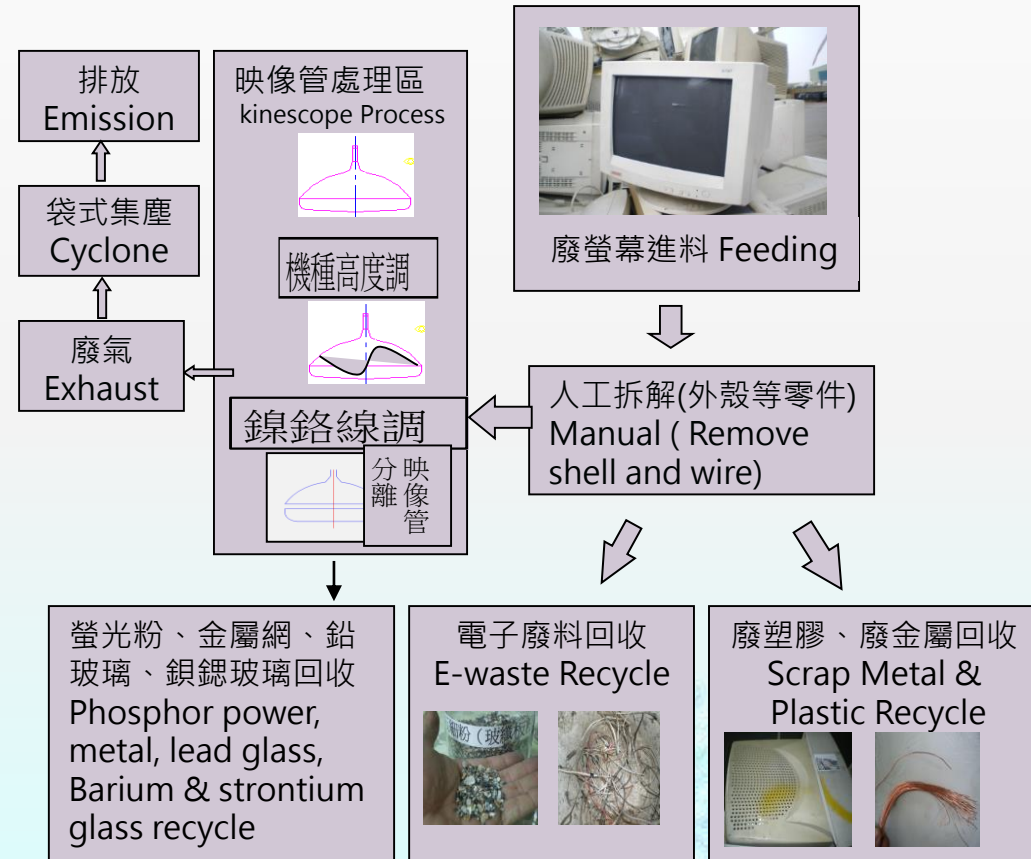 排放
Emission
袋式集塵
Cyclone
廢氣
Exhaust
映像管處理區
kinescope Process
機種高度調
鎳鉻線調
映像管
分離
廢螢幕進料 Feeding
人工拆解(外殼等零件)
Manual ( Remove
shell and wire)
螢光粉、金屬網、鉛
玻璃、鋇鍶玻璃回收
Phosphor power,
metal, lead glass,
Barium & strontium
glass recycle
電子廢料回收
E-waste Recycle
廢塑膠、廢金屬回收
Scrap Metal &
Plastic Recycle